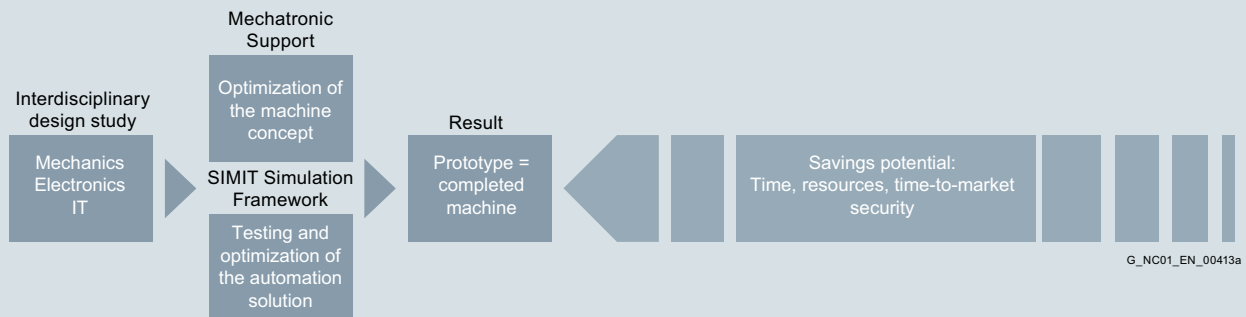 Interdisciplinary
design study
Mechanics
Electronics
IT
Mechatronic
Support
Optimization of
the machine
concept
SIMIT Simulation
Framework
Testing and
optimization of
the automation
solution
Result
Prototype =
completed
machine
Savings potential:
Time, resources, time-to-market
security
G_NC01_EN_00413a